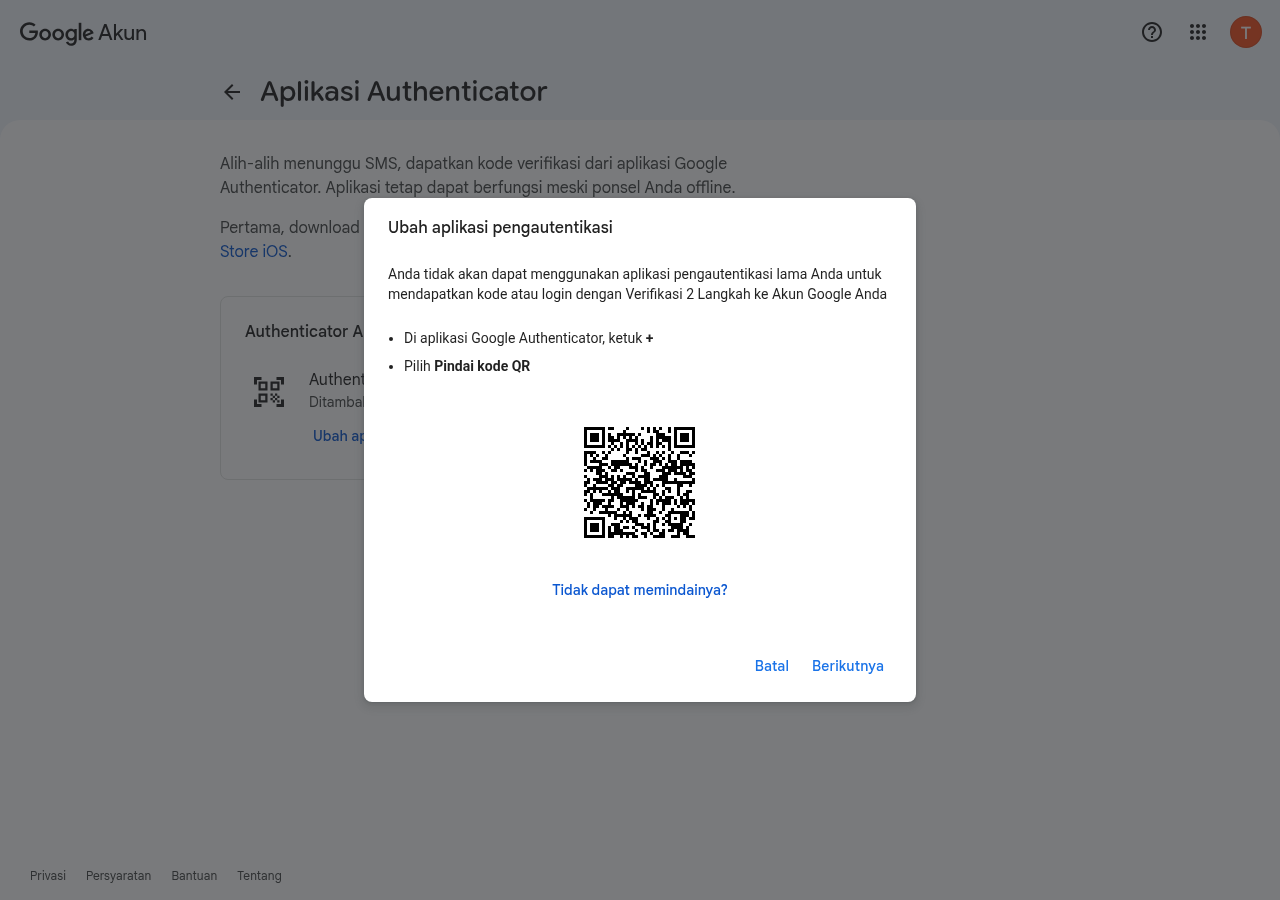 Google Akun
T
Aplikasi Authenticator
Alih-alih menunggu SMS, dapatkan kode verifikasi dari aplikasi Google
Authenticator. Aplikasi tetap dapat berfungsi meski ponsel Anda offline.
Pertama, download
Store iOS.
Authenticator A
Authent
Ditamba
Ubah ap
Ubah aplikasi pengautentikasi
Anda tidak akan dapat menggunakan aplikasi pengautentikasi lama Anda untuk
mendapatkan kode atau login dengan Verifikasi 2 Langkah ke Akun Google Anda
• Di aplikasi Google Authenticator, ketuk +
• Pilih Pindai kode QR
Tidak dapat memindainya?
Batal Berikutnya
Privasi Persyaratan Bantuan Tentang